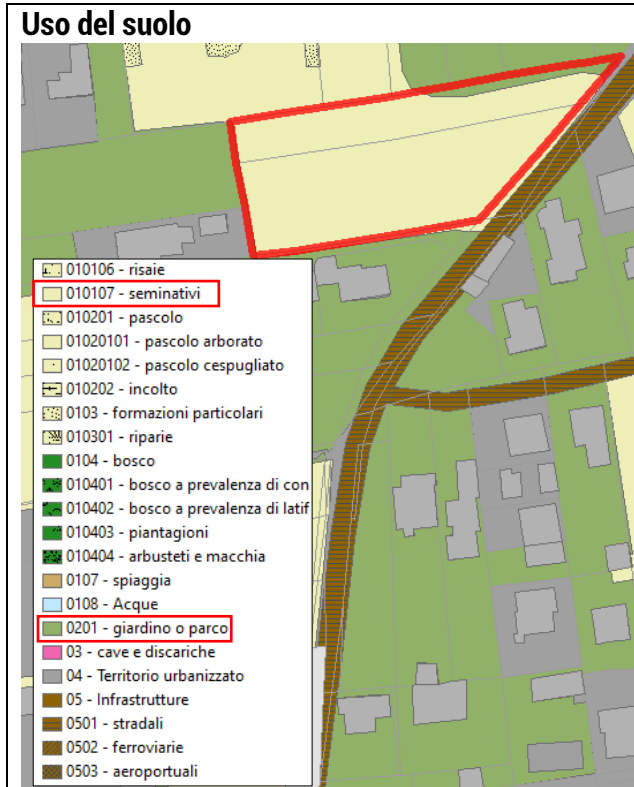 Uso del suolo
010106 - risaie
010107 - seminativi
010201 - pascolo
01020101 - pascolo arborato
01020102 - pascolo cespugliato
010202 - incolto
0103 - formazioni particolari
010301 - riparie
0104 - bosco
010401 - bosco a prevalenza di con
010402 - bosco a prevalenza di latif
010403 - piantagioni
010404 - arbusteti e macchia
0107 - spiaggia
0108 - Acque
0201 - giardino o parco
03 - cave e discariche
04 - Territorio urbanizzato
05 - Infrastrutture
0501 - stradali
0502 - ferroviarie
0503 - aeroportuali